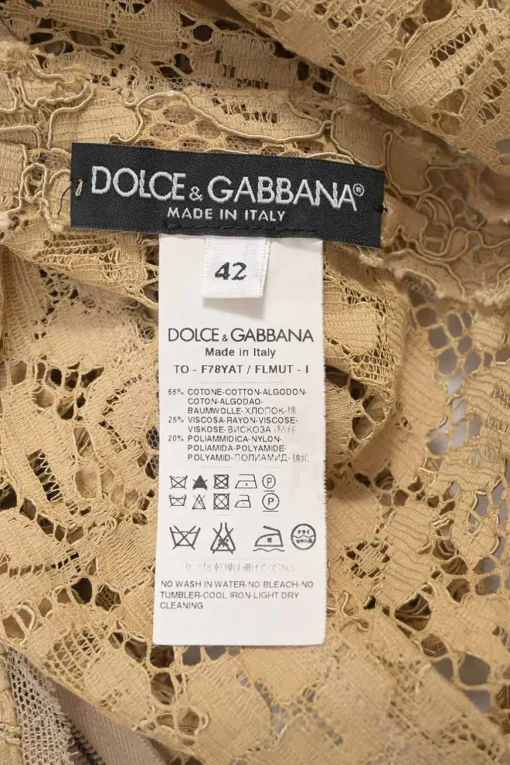 DOLCE & GABBANA®
MADE IN ITALY
42
DOLCE & GABBANA
Made in Italy
TO - F78YAT / FLMUT - I
55% COTONE-COTTON-ALGODON-
COTON-ALGODAO-
BAUMWOLLE-ХЛОПОК-棉
25% VISCOSA-RAYON-VISCOSE-
VISKOSE-ВИСКОЗА
20% POLIAMMIDICA-NYLON-
POLIAMIDA-POLYAMIDE-
POLYAMID-ПОЛИАМИД-
P
P
NO WASH IN WATER-NO BLEACH-NO
TUMBLER-COOL IRON-LIGHT DRY
CLEANING